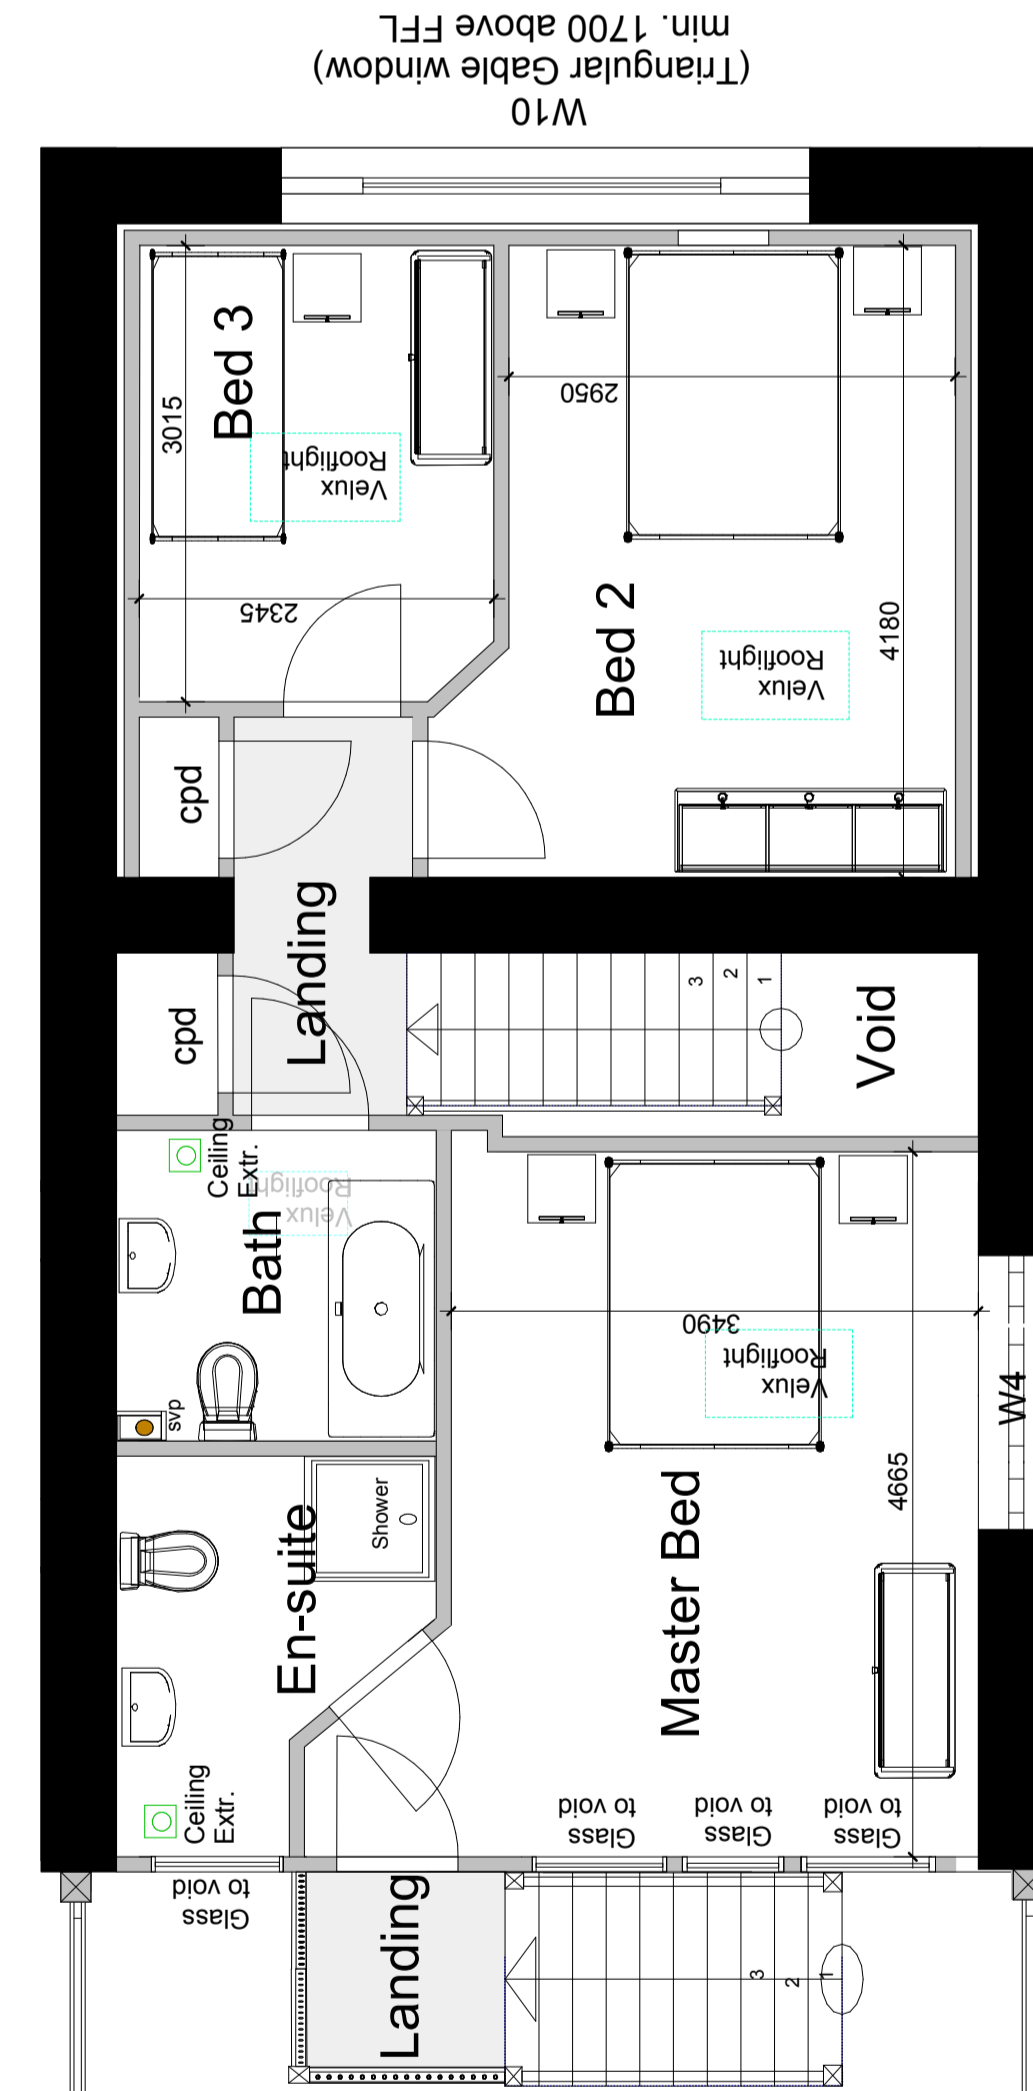 W10
(Triangular Gable window)
min. 1700 above FFL
Bed 3
3015
2345
Velux
Rooflight
2950
Bed 2
4180
Velux
Rooflight
cpd
Landing
cpd
3
2
1
Void
Ceiling
Extr.
Velux
Rooflight
Bath
svp
3490
Velux
Rooflight
W4
4665
Master Bed
Shower
En-suite
Ceiling
Extr.
Glass
to void
Glass
to void
Glass
to void
Glass
to void
Landing
3
2
1